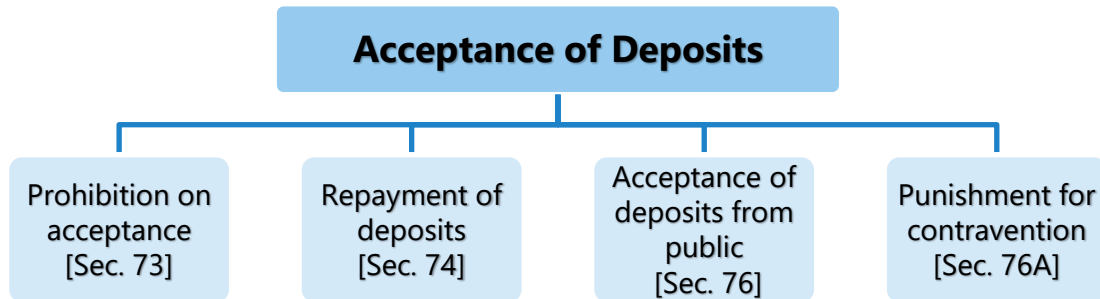 Acceptance of Deposits
Prohibition on
acceptance
[Sec. 73]
Repayment of
deposits
[Sec. 74]
Acceptance of
deposits from
public
[Sec. 76]
Punishment for
contravention
[Sec. 76A]